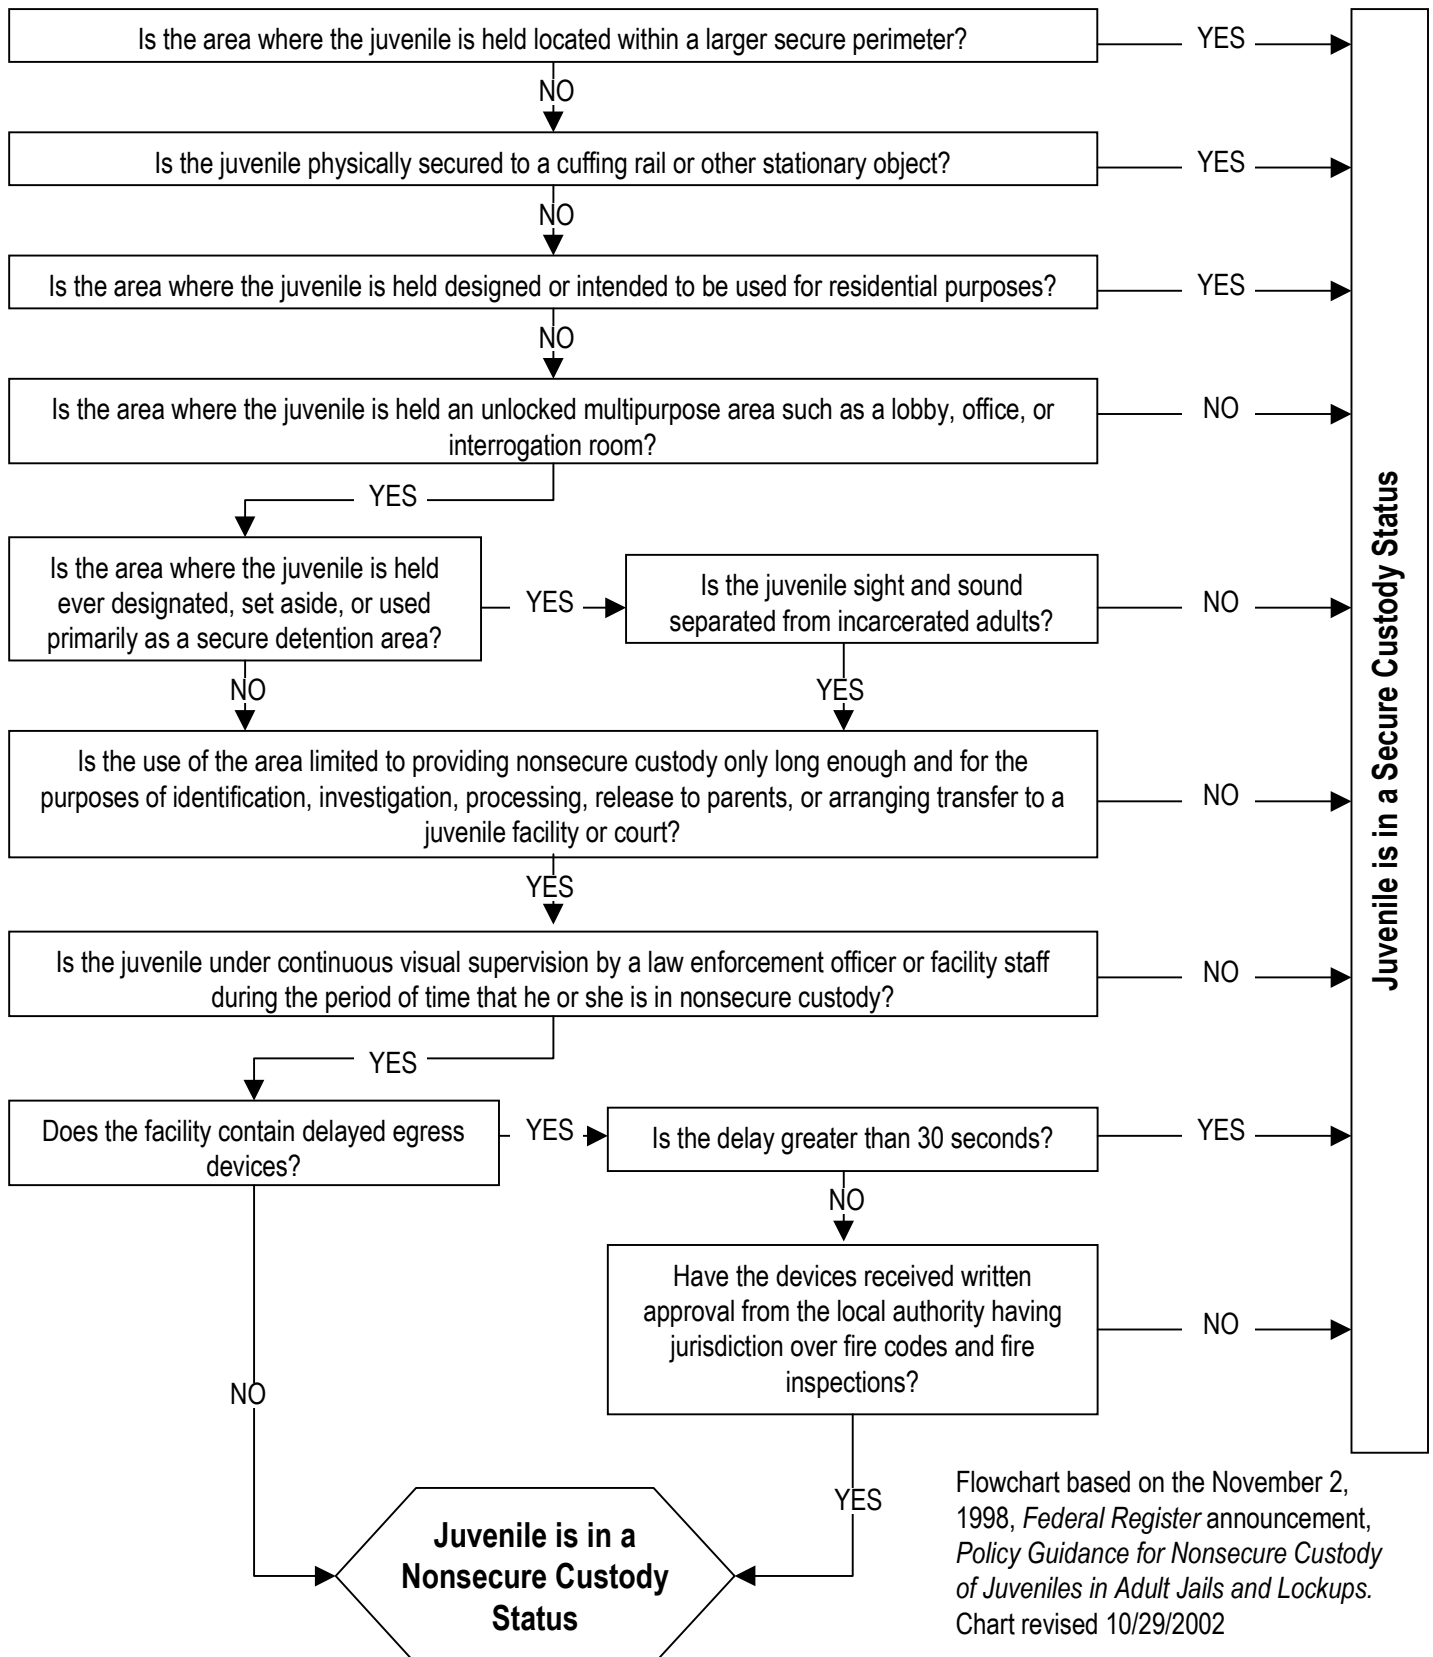 Is the area where the juvenile is held located within a larger secure perimeter?
YES
NO
Is the juvenile physically secured to a cuffing rail or other stationary object?
YES
NO
Is the area where the juvenile is held designed or intended to be used for residential purposes?
YES
NO
Is the area where the juvenile is held an unlocked multipurpose area such as a lobby, office, or
interrogation room?
NO
YES
Is the area where the juvenile is held
ever designated, set aside, or used
primarily as a secure detention area?
YES
Is the juvenile sight and sound
separated from incarcerated adults?
NO
NO
YES
Is the use of the area limited to providing nonsecure custody only long enough and for the
purposes of identification, investigation, processing, release to parents, or arranging transfer to a
juvenile facility or court?
NO
YES
Is the juvenile under continuous visual supervision by a law enforcement officer or facility staff
during the period of time that he or she is in nonsecure custody?
NO
YES
Does the facility contain delayed egress
devices?
YES
Is the delay greater than 30 seconds?
YES
NO
Have the devices received written
approval from the local authority having
jurisdiction over fire codes and fire
inspections?
NO
NO
YES
Juvenile is in a
Nonsecure Custody
Status
Juvenile is in a Secure Custody Status
Flowchart based on the November 2,
1998, Federal Register announcement,
Policy Guidance for Nonsecure Custody
of Juveniles in Adult Jails and Lockups.
Chart revised 10/29/2002